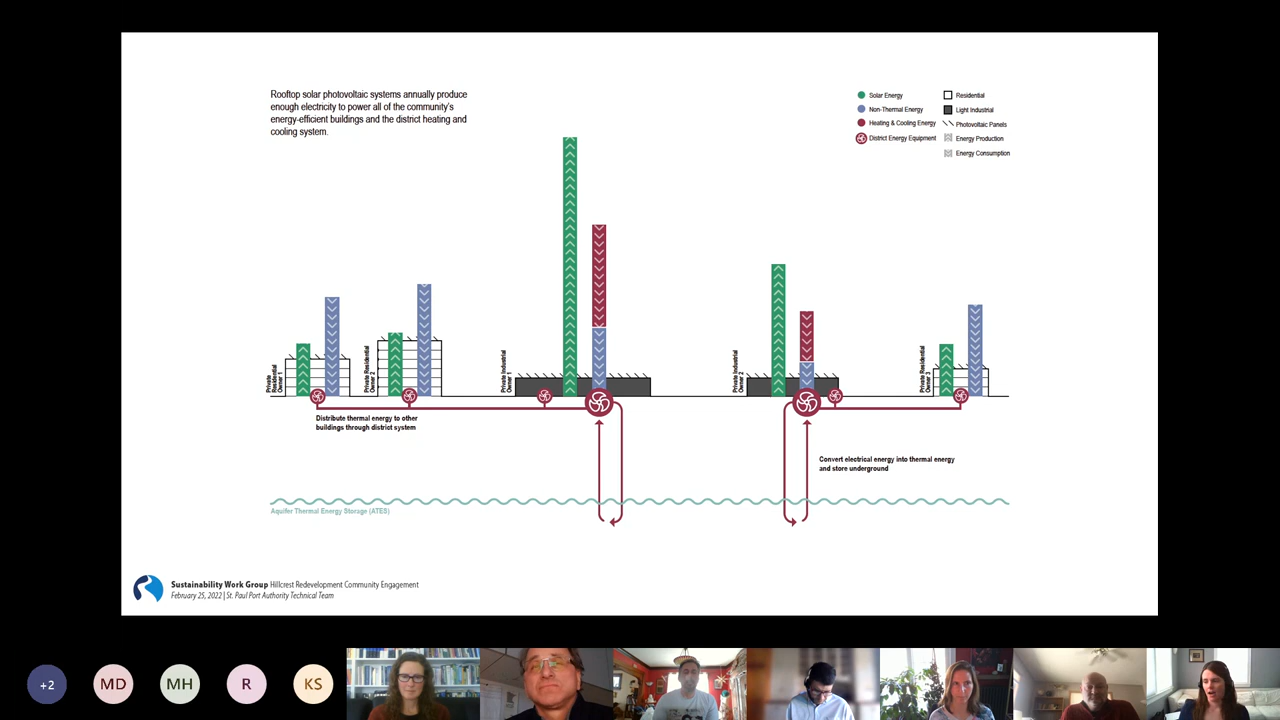 Rooftop solar photovoltaic systems annually produce
enough electricity to power all of the community's
energy-efficient buildings and the district heating and
cooling system.
Solar Energy
Non-Thermal Energy
Heating & Cooling Energy
District Energy Equipment
Residential
Light Industrial
Photovoltaic Panels
Energy Production
Energy Consumption
Private
Residential
Owner 1
Private Residential
Owner 2
Private Industrial
Owner 1
Private Industrial
Owner 2
Private Residential
Owner 3
Distribute thermal energy to other
buildings through district system
Convert electrical energy into thermal energy
and store underground
Aquifer Thermal Energy Storage (ATES)
Sustainability Work Group Hillcrest Redevelopment Community Engagement
February 25, 2022 | St. Paul Port Authority Technical Team
+2
MD
MH
R
KS